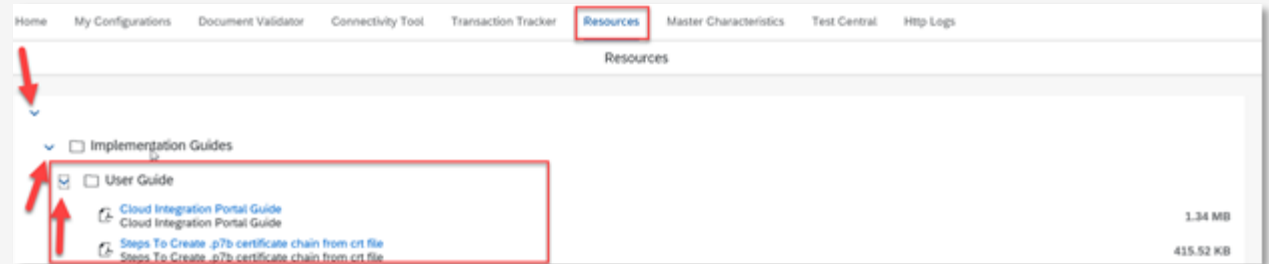 Home My Configurations Document Validator Connectivity Tool Transaction Tracker Resources Master Characteristics Test Central Http Logs
Resources
Implementation Guides
User Guide
Cloud Integration Portal Guide
Cloud Integration Portal Guide
1.34 MB
Steps To Create .p7b certificate chain from crt file
Steps To Create .p7b certificate chain from crt file
415.52 KB